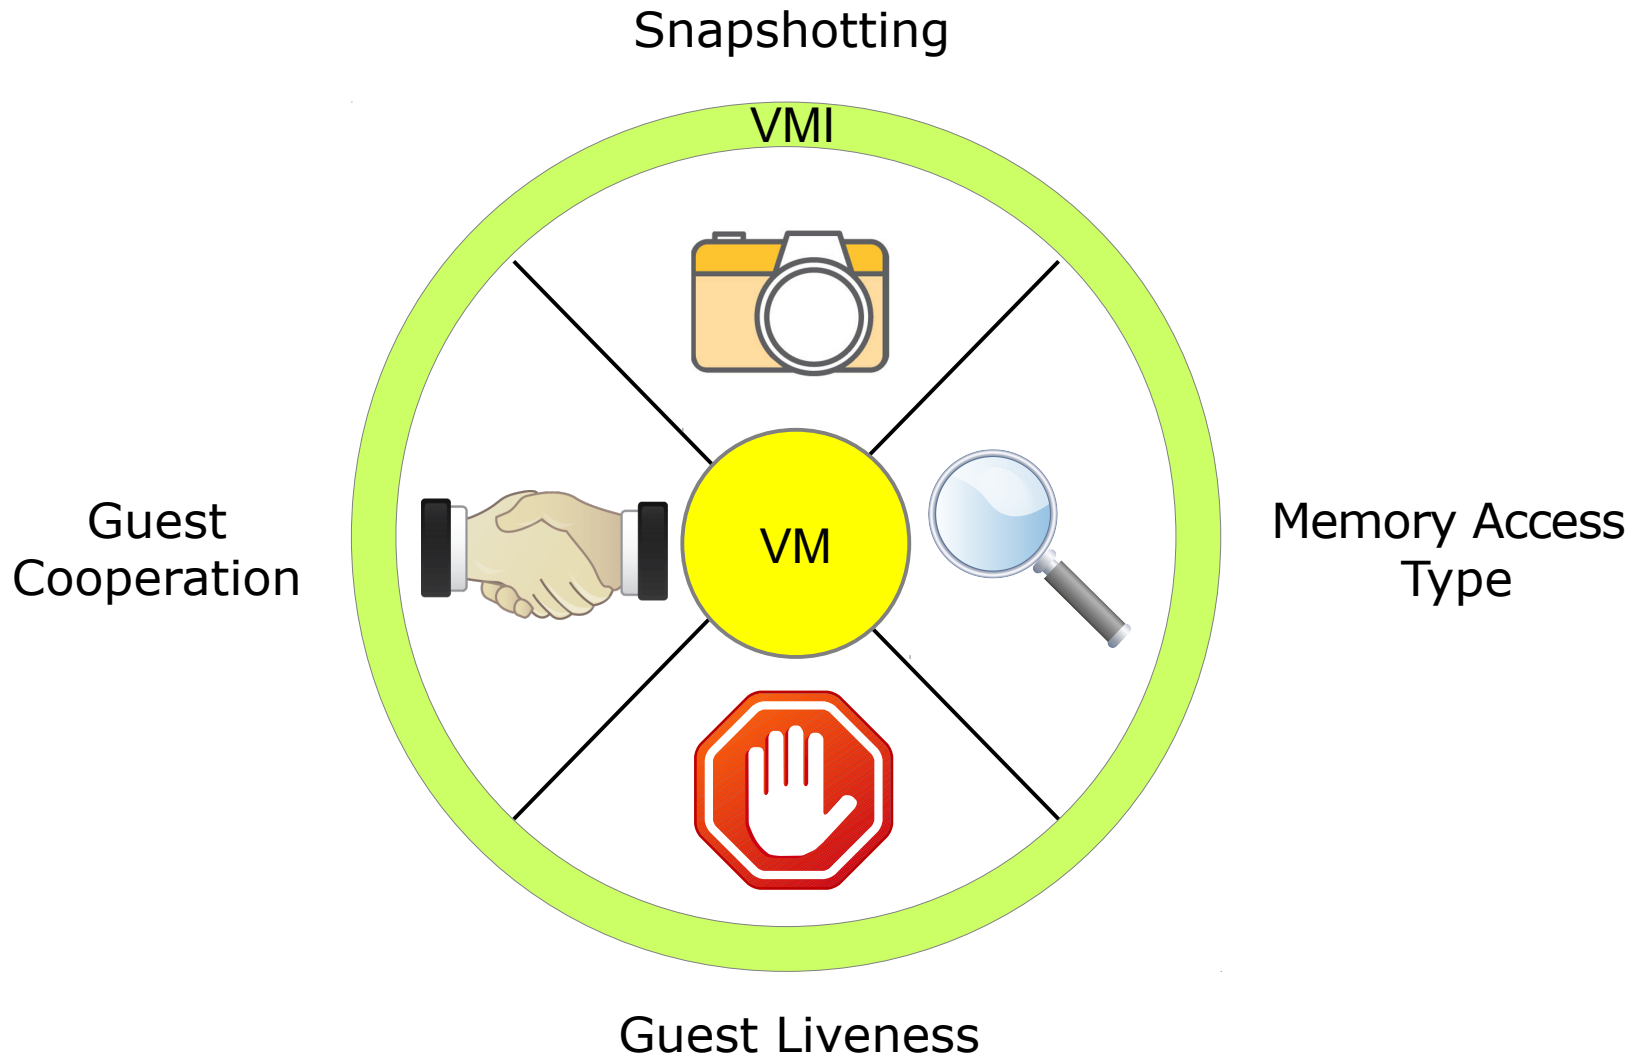 Snapshotting
VMI
Guest
Cooperation
VM
Memory Access
Type
Guest Liveness